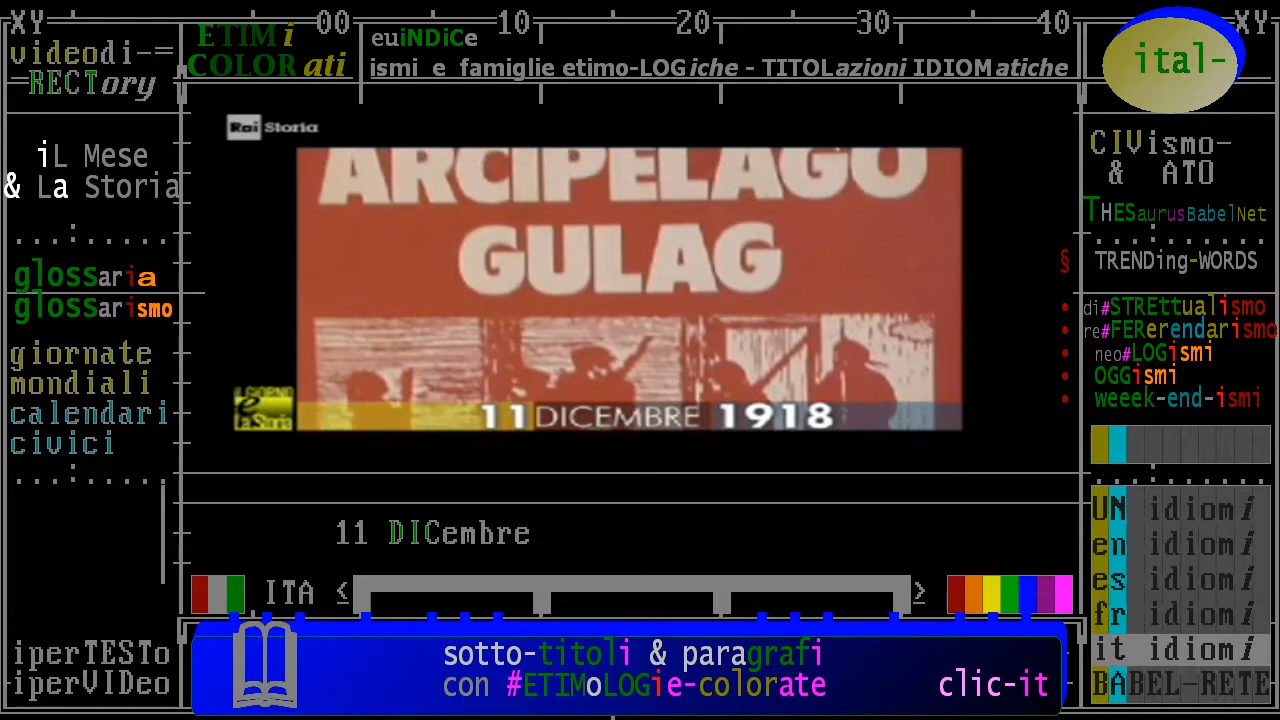 XY 00 10 20 30 40 XY
videodi-=
=RECTory
ETIMi
COLORati
euiNDiCe
ismi e famiglie etimo-LOGiche - TITOLazioni IDIOMatiche
ital-
iL Mese
& La Storia
...:.....
glossaria
glossarismo
giornate
mondiali
calendari
civici
...:.....
iperTESTo
-iperVIDeo
Rai Storia
ARCIPELAGO
GULAG
IL GIORNO
e
La Storia
11 DICEMBRE 1918
11 DICembre
ITA < >
sotto-titoli & paragrafi
con #ETIMoLOGie-colorate clic-it
CIVismo-
& ATO
THESaurusBabelNet
...:......
§ TRENDing-WORDS
• di#STREttualismo
• re#FERerendarismo
• neo#LOGismi
• OGGismi
• weeek-end-ismi
...:......
UN idiomi
en idiomi
es idiomi
fr idiomi
it idiomi
BABEL-RETE